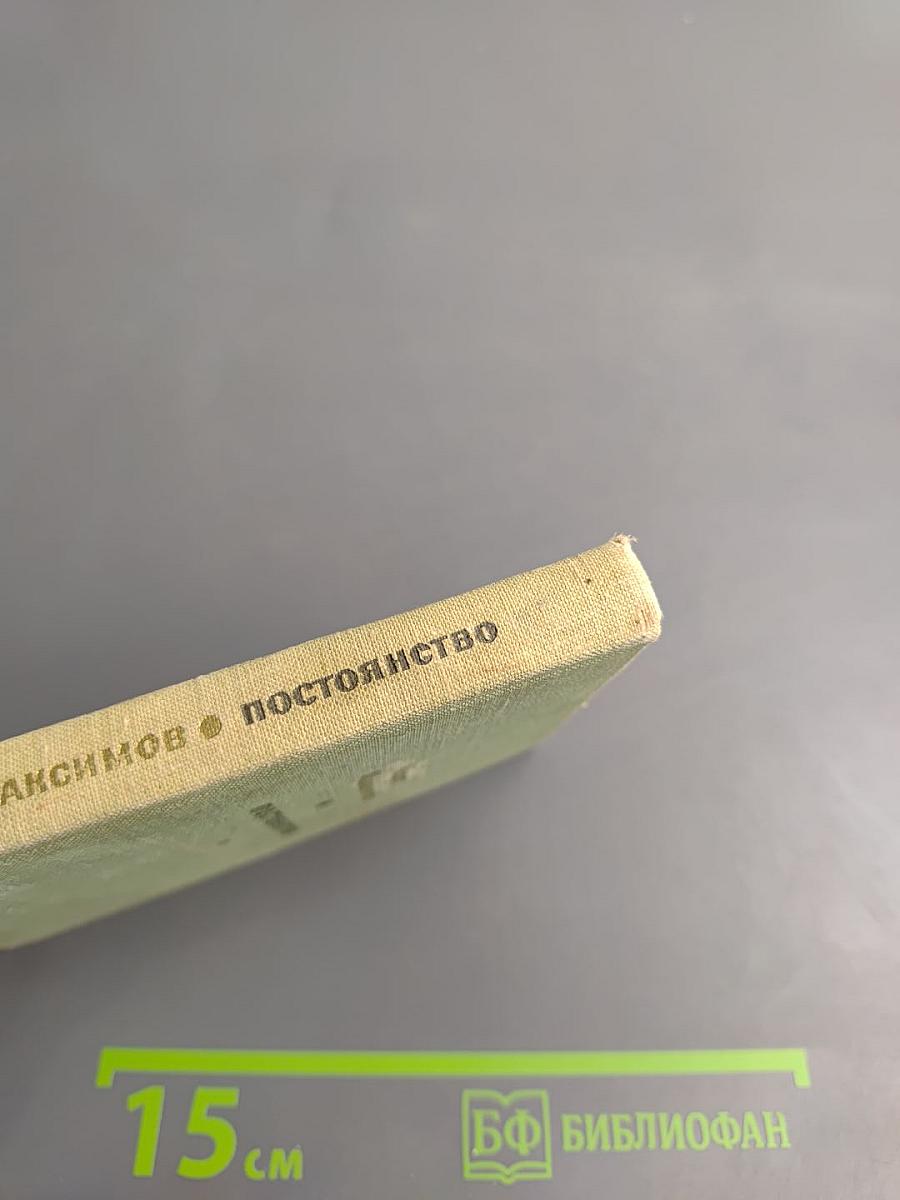 АКСИМОВ • ПОСТОЯНСТВО
15 см
БФ БИБЛИОФАН